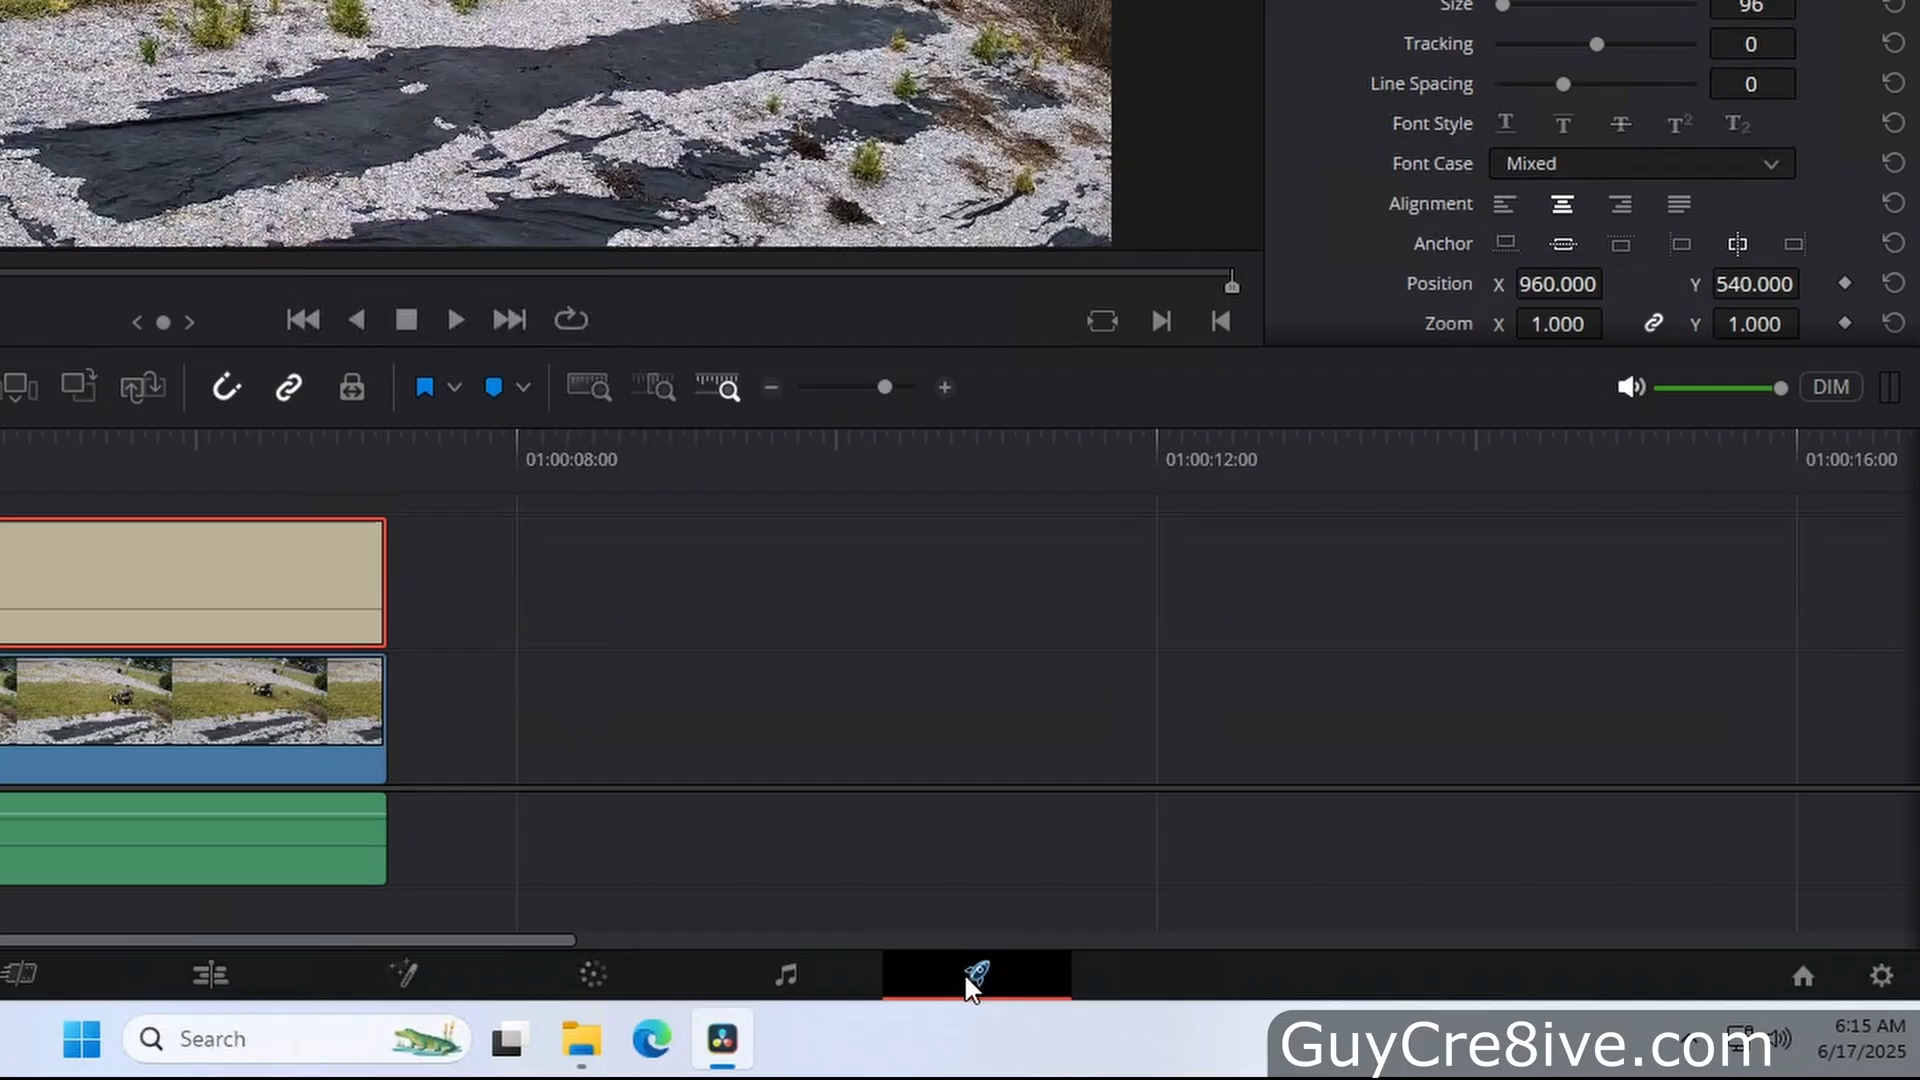 Size 96
Tracking 0
Line Spacing 0
Font Style T T T T² T₂
Font Case Mixed
Alignment
Anchor
Position X 960.000 Y 540.000
Zoom X 1.000 Y 1.000
DIM
01:00:08:00 01:00:12:00 01:00:16:00
Search
GuyCre8ive.com
6:15 AM
6/17/2025